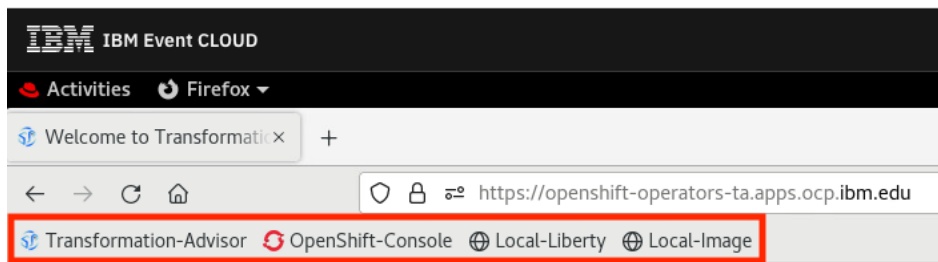 IBM IBM Event CLOUD
Activities Firefox
Welcome to Transformatic
https://openshift-operators-ta.apps.ocp.ibm.edu
Transformation-Advisor OpenShift-Console Local-Liberty Local-Image